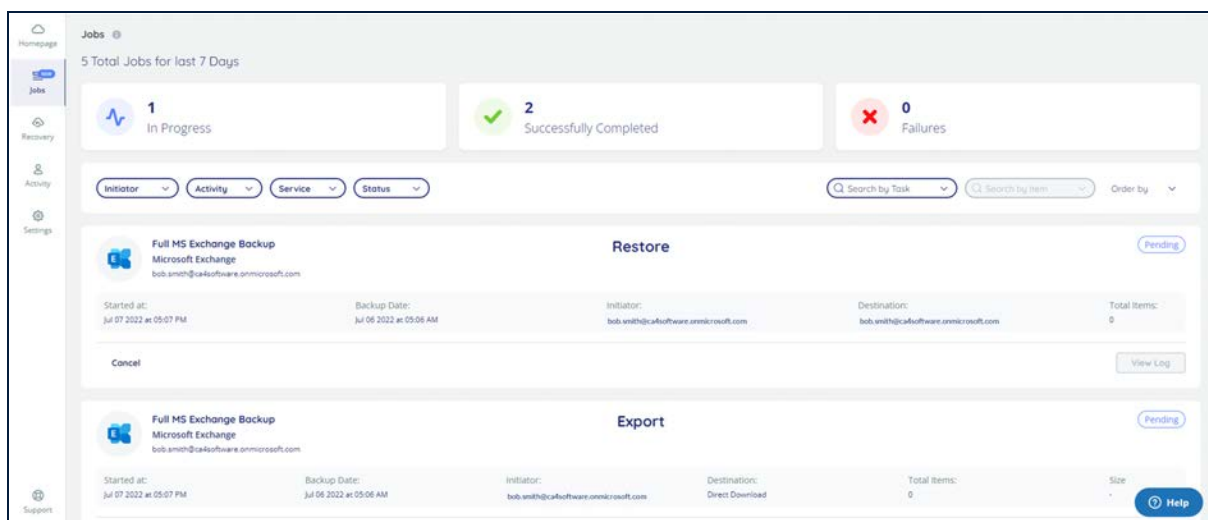 Homepage
NEW
Jobs
Recovery
Activity
Settings
Support
Jobs
5 Total Jobs for last 7 Days
1
In Progress
2
Successfully Completed
0
Failures
Initiator
Activity
Service
Status
Search by Task
Search by Item
Order by
Full MS Exchange Backup
Microsoft Exchange
bob.smith@ca4software.onmicrosoft.com
Restore
Pending
Started at: Backup Date: Initiator: Destination: Total Items:
Jul 07 2022 at 05:07 PM Jul 06 2022 at 05:06 AM bob.smith@ca4software.onmicrosoft.com bob.smith@ca4software.onmicrosoft.com 0
Cancel
View Log
Full MS Exchange Backup
Microsoft Exchange
bob.smith@ca4software.onmicrosoft.com
Export
Pending
Started at: Backup Date: Initiator: Destination: Total Items: Size
Jul 07 2022 at 05:07 PM Jul 06 2022 at 05:06 AM bob.smith@ca4software.onmicrosoft.com Direct Download 0 -
Help